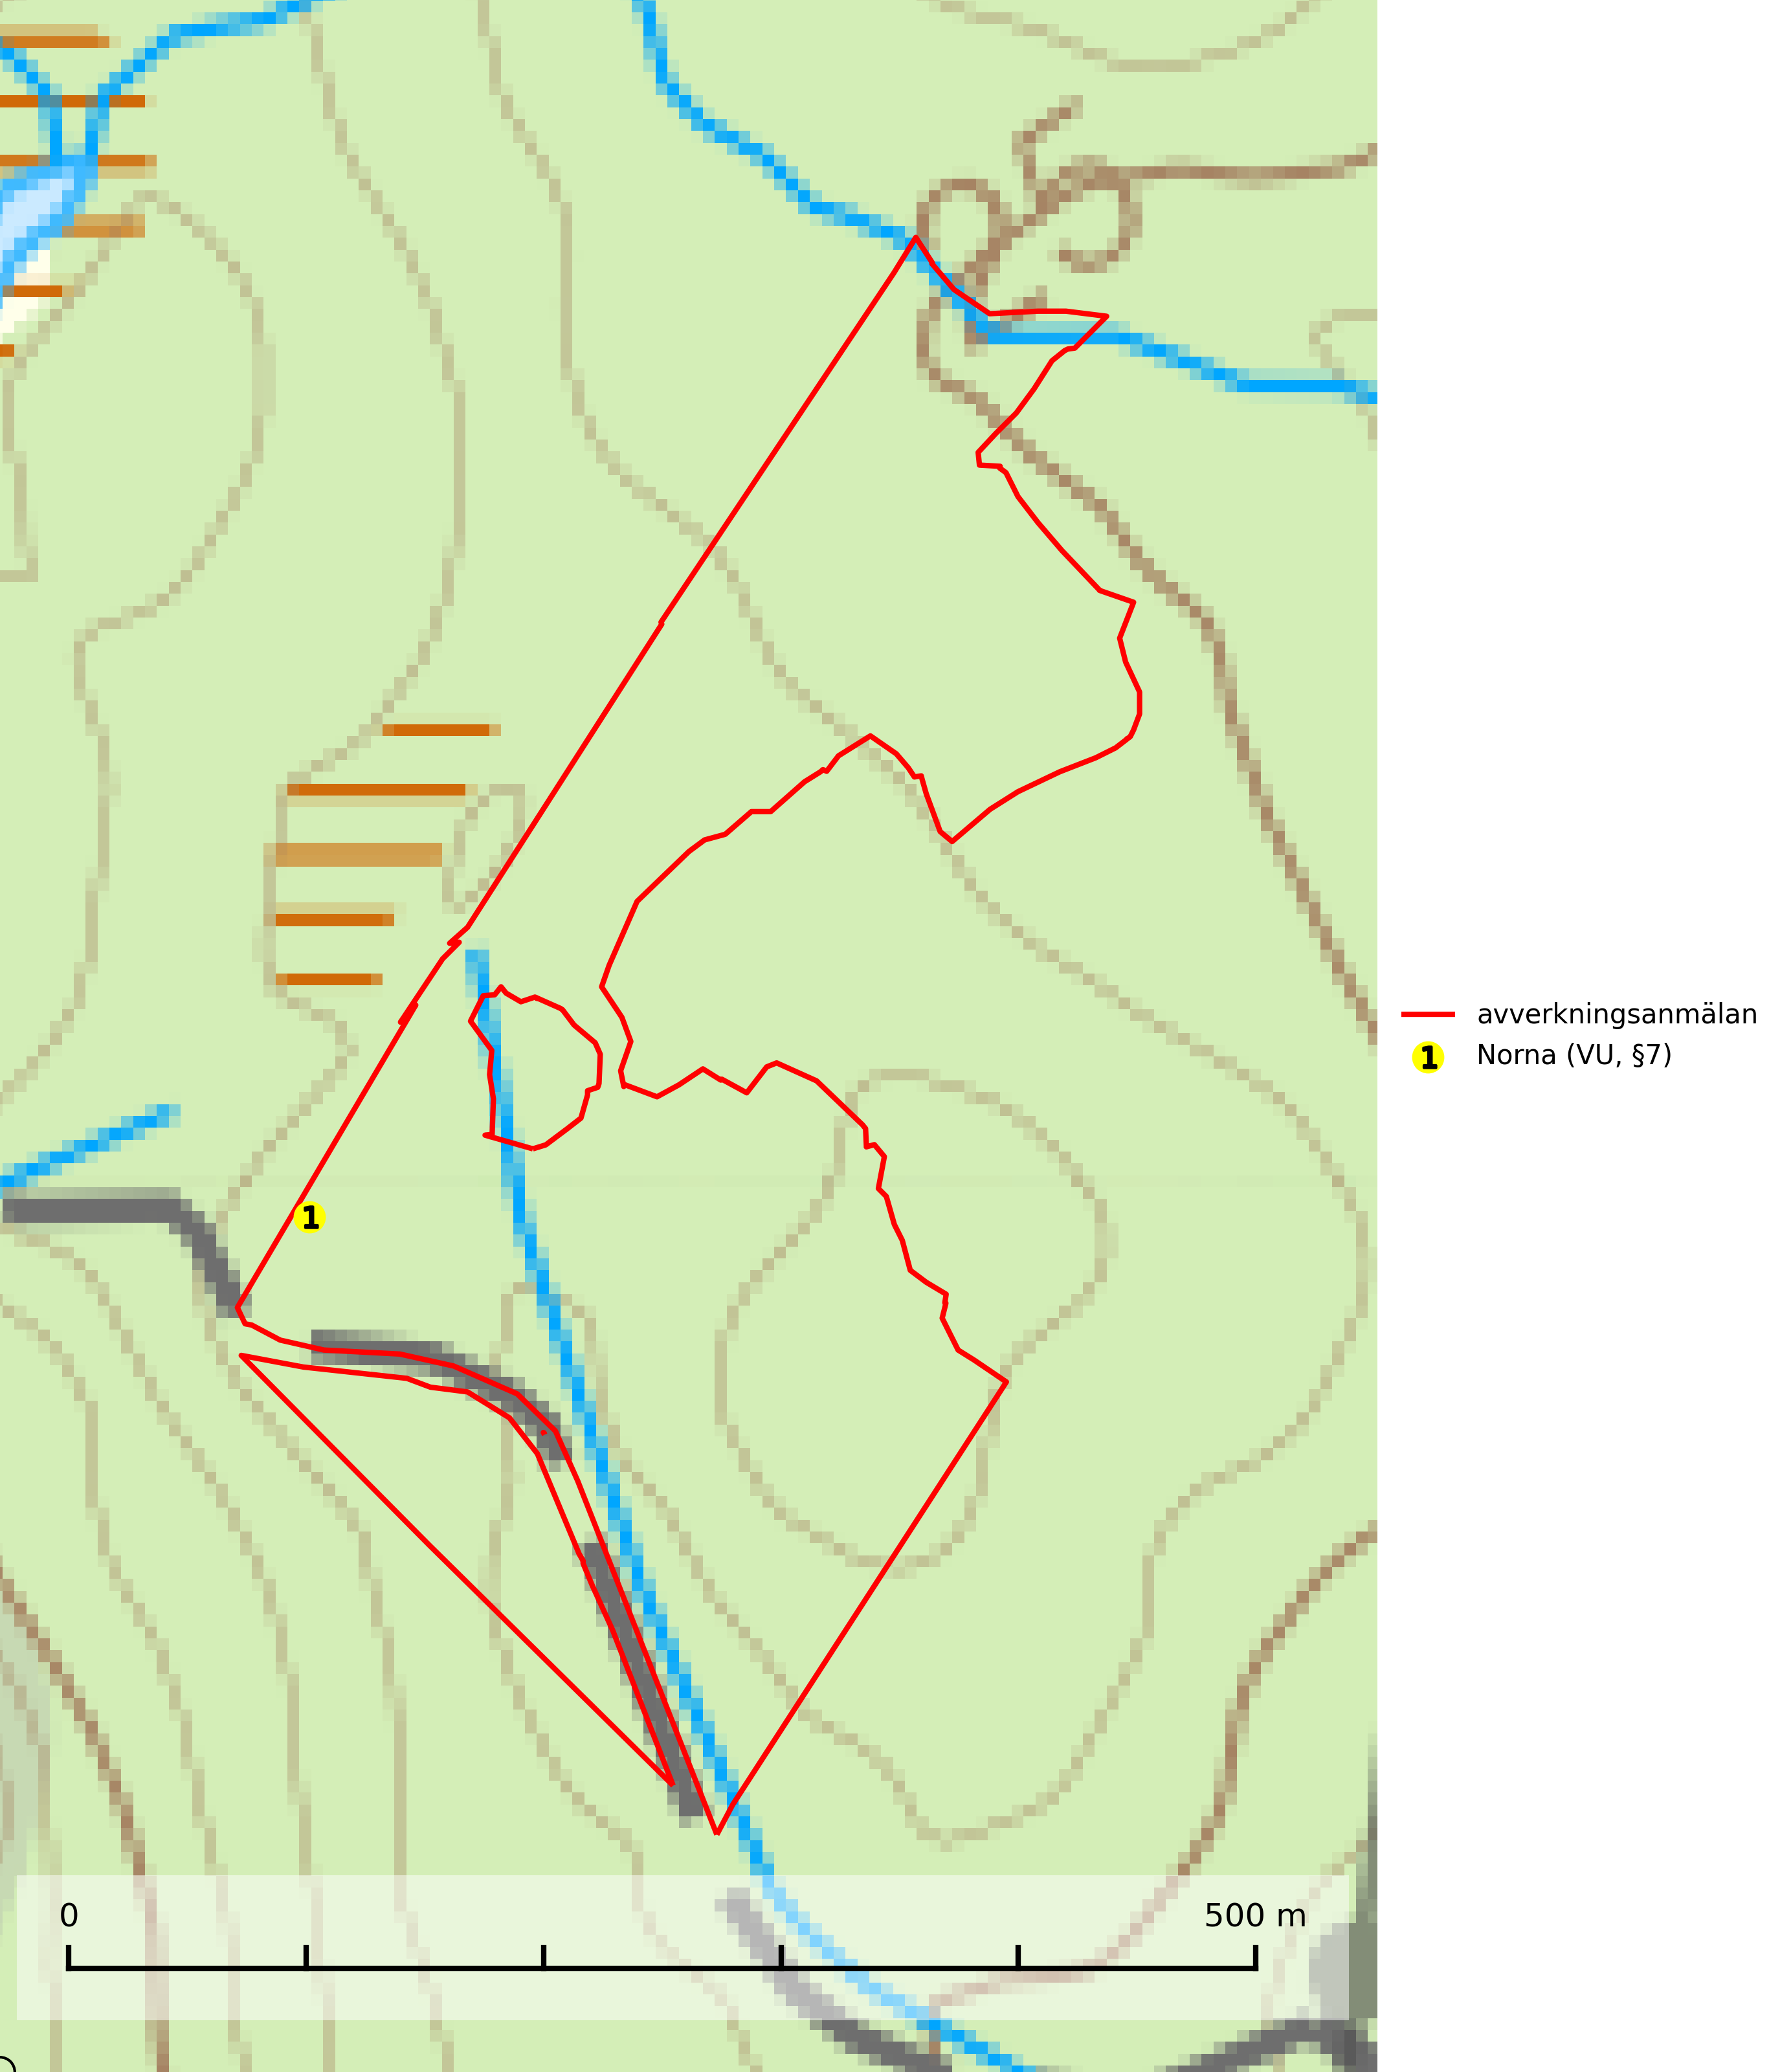 avverkningsanmälan
1 Norna (VU, §7)
1
0 500 m